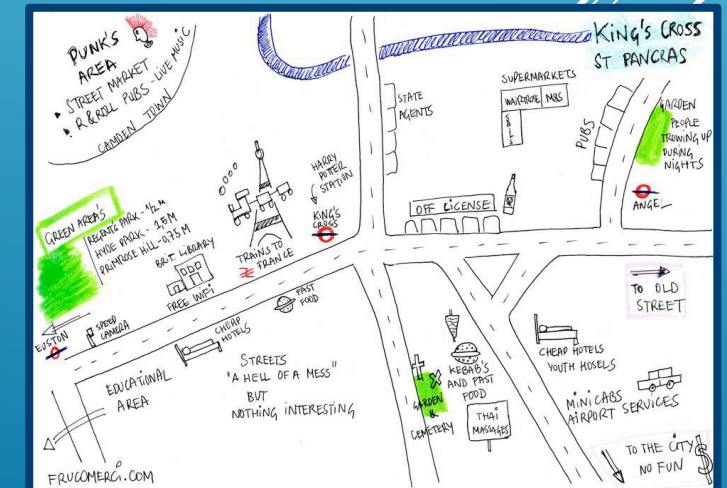 PUNK'S
AREA
STREET MARKET
R&ROLL PUBS - LIVE MUSIC
CAMDEN TOWN
KING'S CROSS
ST PANCRAS
STATE
AGENTS
SUPERMARKETS
WAITROSE M&S
PUBS
GARDEN
PEOPLE
TROWING UP
DURING
NIGHTS
ANGEL
HARRY
POTTER
STATION
KING'S
CROSS
OFF LICENSE
GREEN AREA'S
REGENTS PARK - 1/2 M
HYDE PARK - 1.5M
PRIMROSE HILL - 0,75M
BRIT. LIBRARY
FREE WIFI
TRAINS TO
FRANCE
FAST
FOOD
EUSTON
SPEED
CAMERA
CHEAP
HOTELS
EDUCATIONAL
AREA
STREETS
"A HELL OF A MESS"
BUT
NOTHING INTERESTING
GARDEN
&
CEMETERY
KEBAB'S
AND FAST
FOOD
THAI
MASSAGES
TO OLD
STREET
CHEAP HOTELS
YOUTH HOSELS
MINICABS
AIRPORT SERVICES
TO THE CITY
NO FUN $
FRUCOMERCI.COM